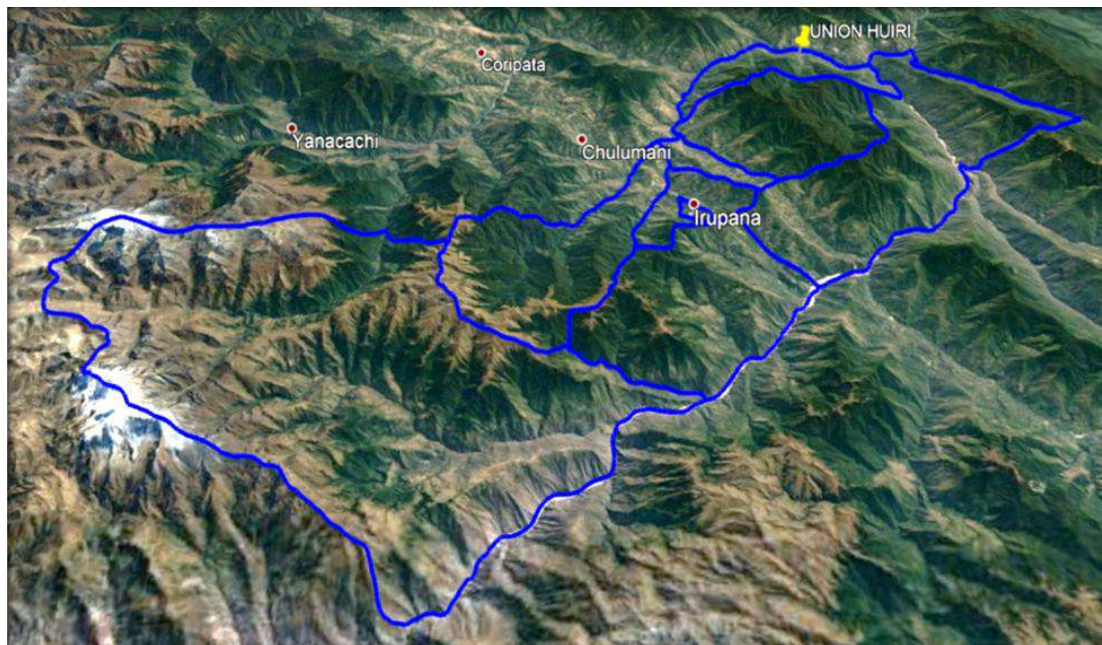 UNION HUIRI
Coripata
Yanacachi
Chulumani
Irupana